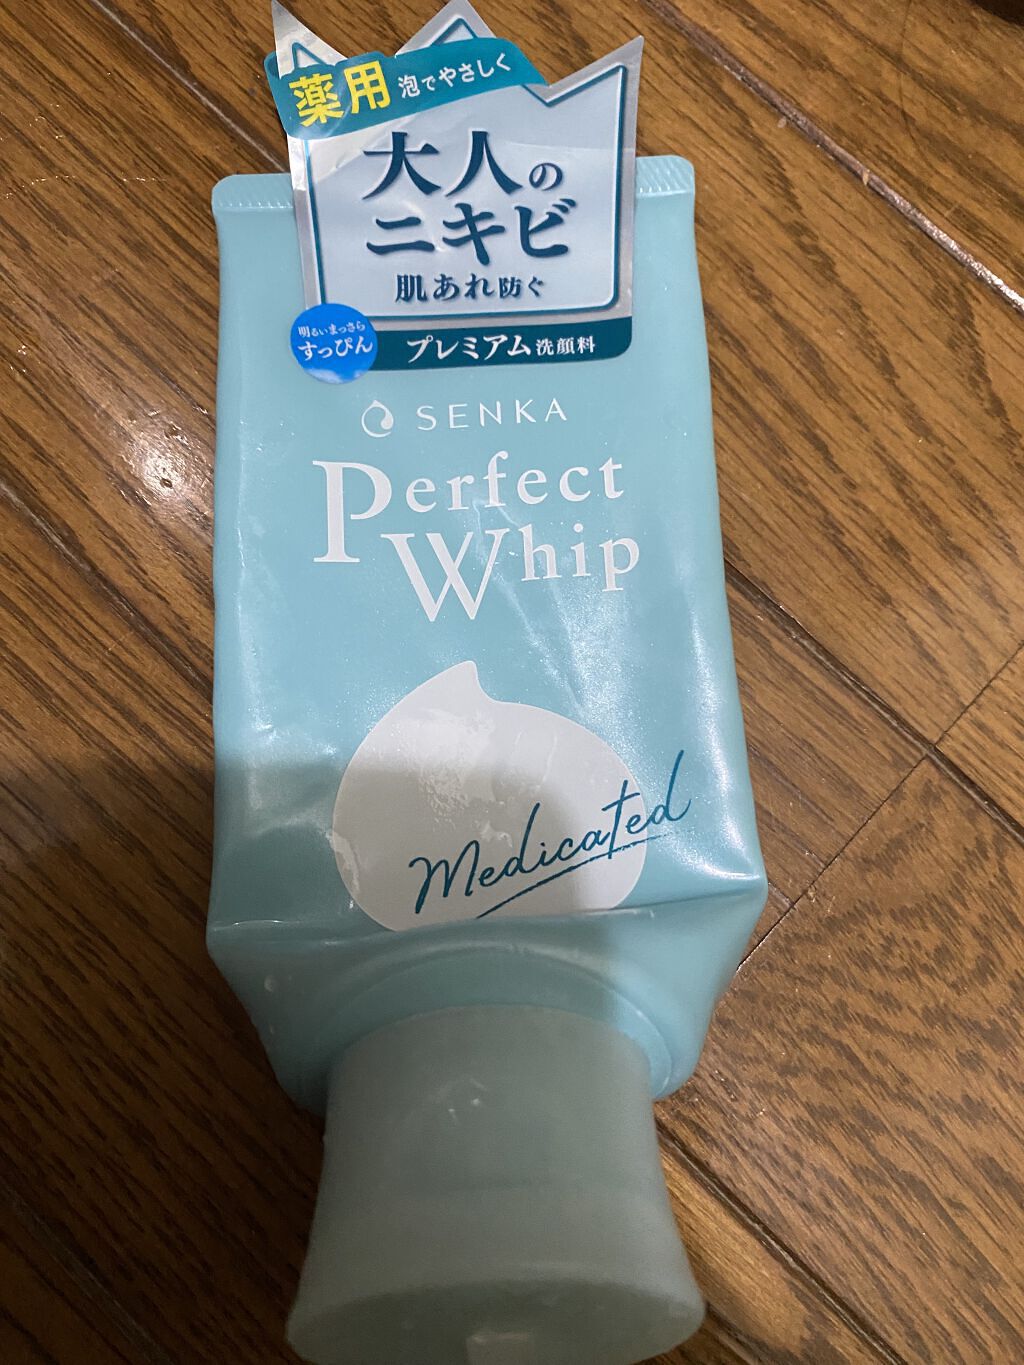 薬用 泡でやさしく
大人の
ニキビ
肌あれ防ぐ
明るいまっさら
すっぴん
プレミアム洗顔料
SENKA
Perfect
Whip
Medicated